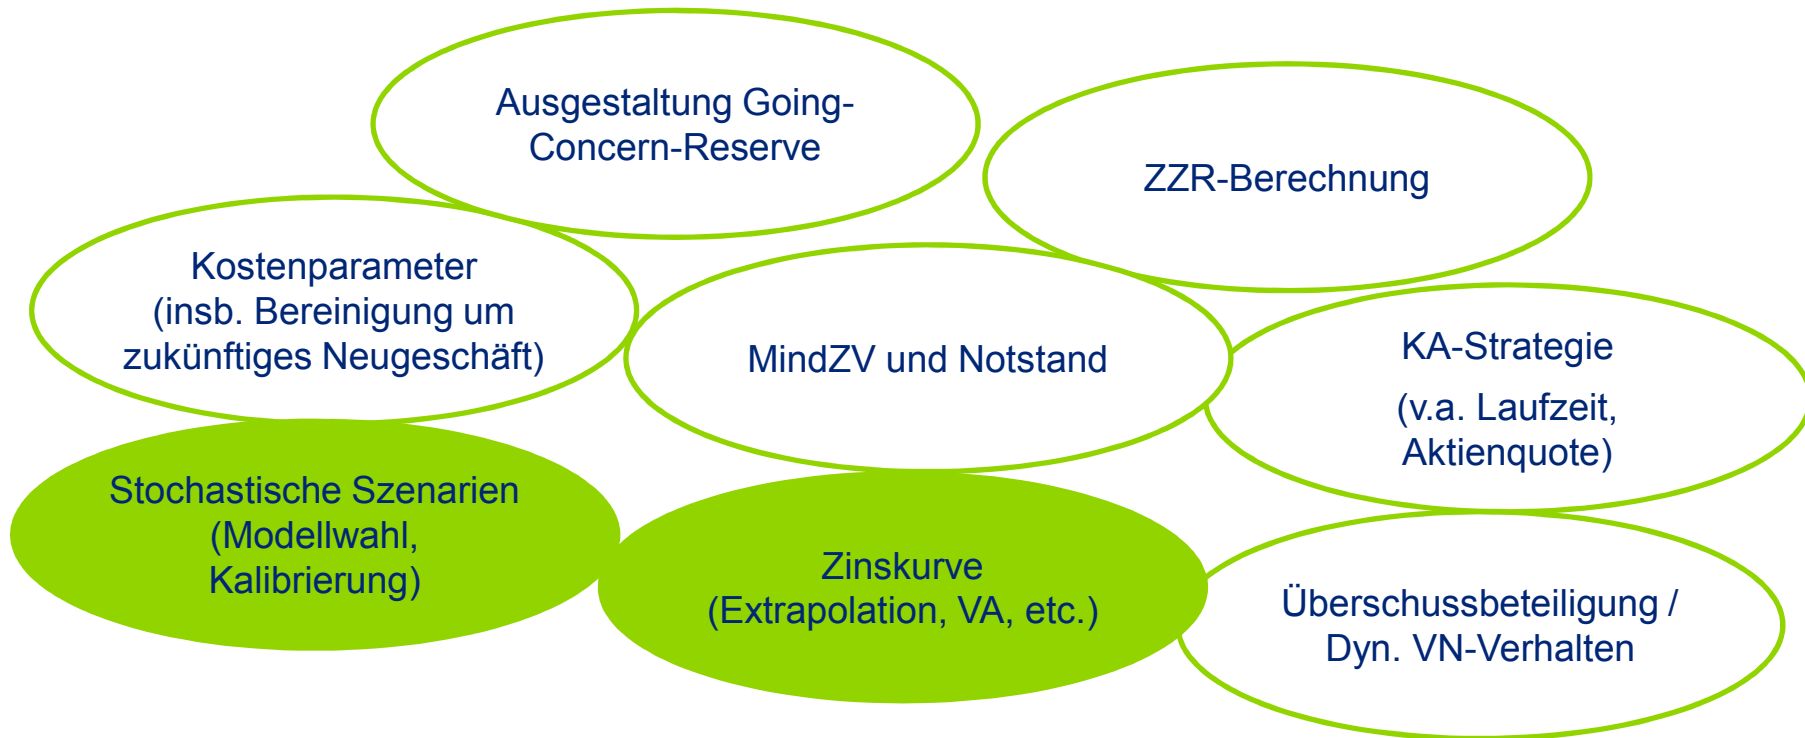 Ausgestaltung Going-
Concern-Reserve
ZZR-Berechnung
Kostenparameter
(insb. Bereinigung um
zukünftiges Neugeschäft)
MindZV und Notstand
KA-Strategie
(v.a. Laufzeit,
Aktienquote)
Stochastische Szenarien
(Modellwahl,
Kalibrierung)
Zinskurve
(Extrapolation, VA, etc.)
Überschussbeteiligung /
Dyn. VN-Verhalten